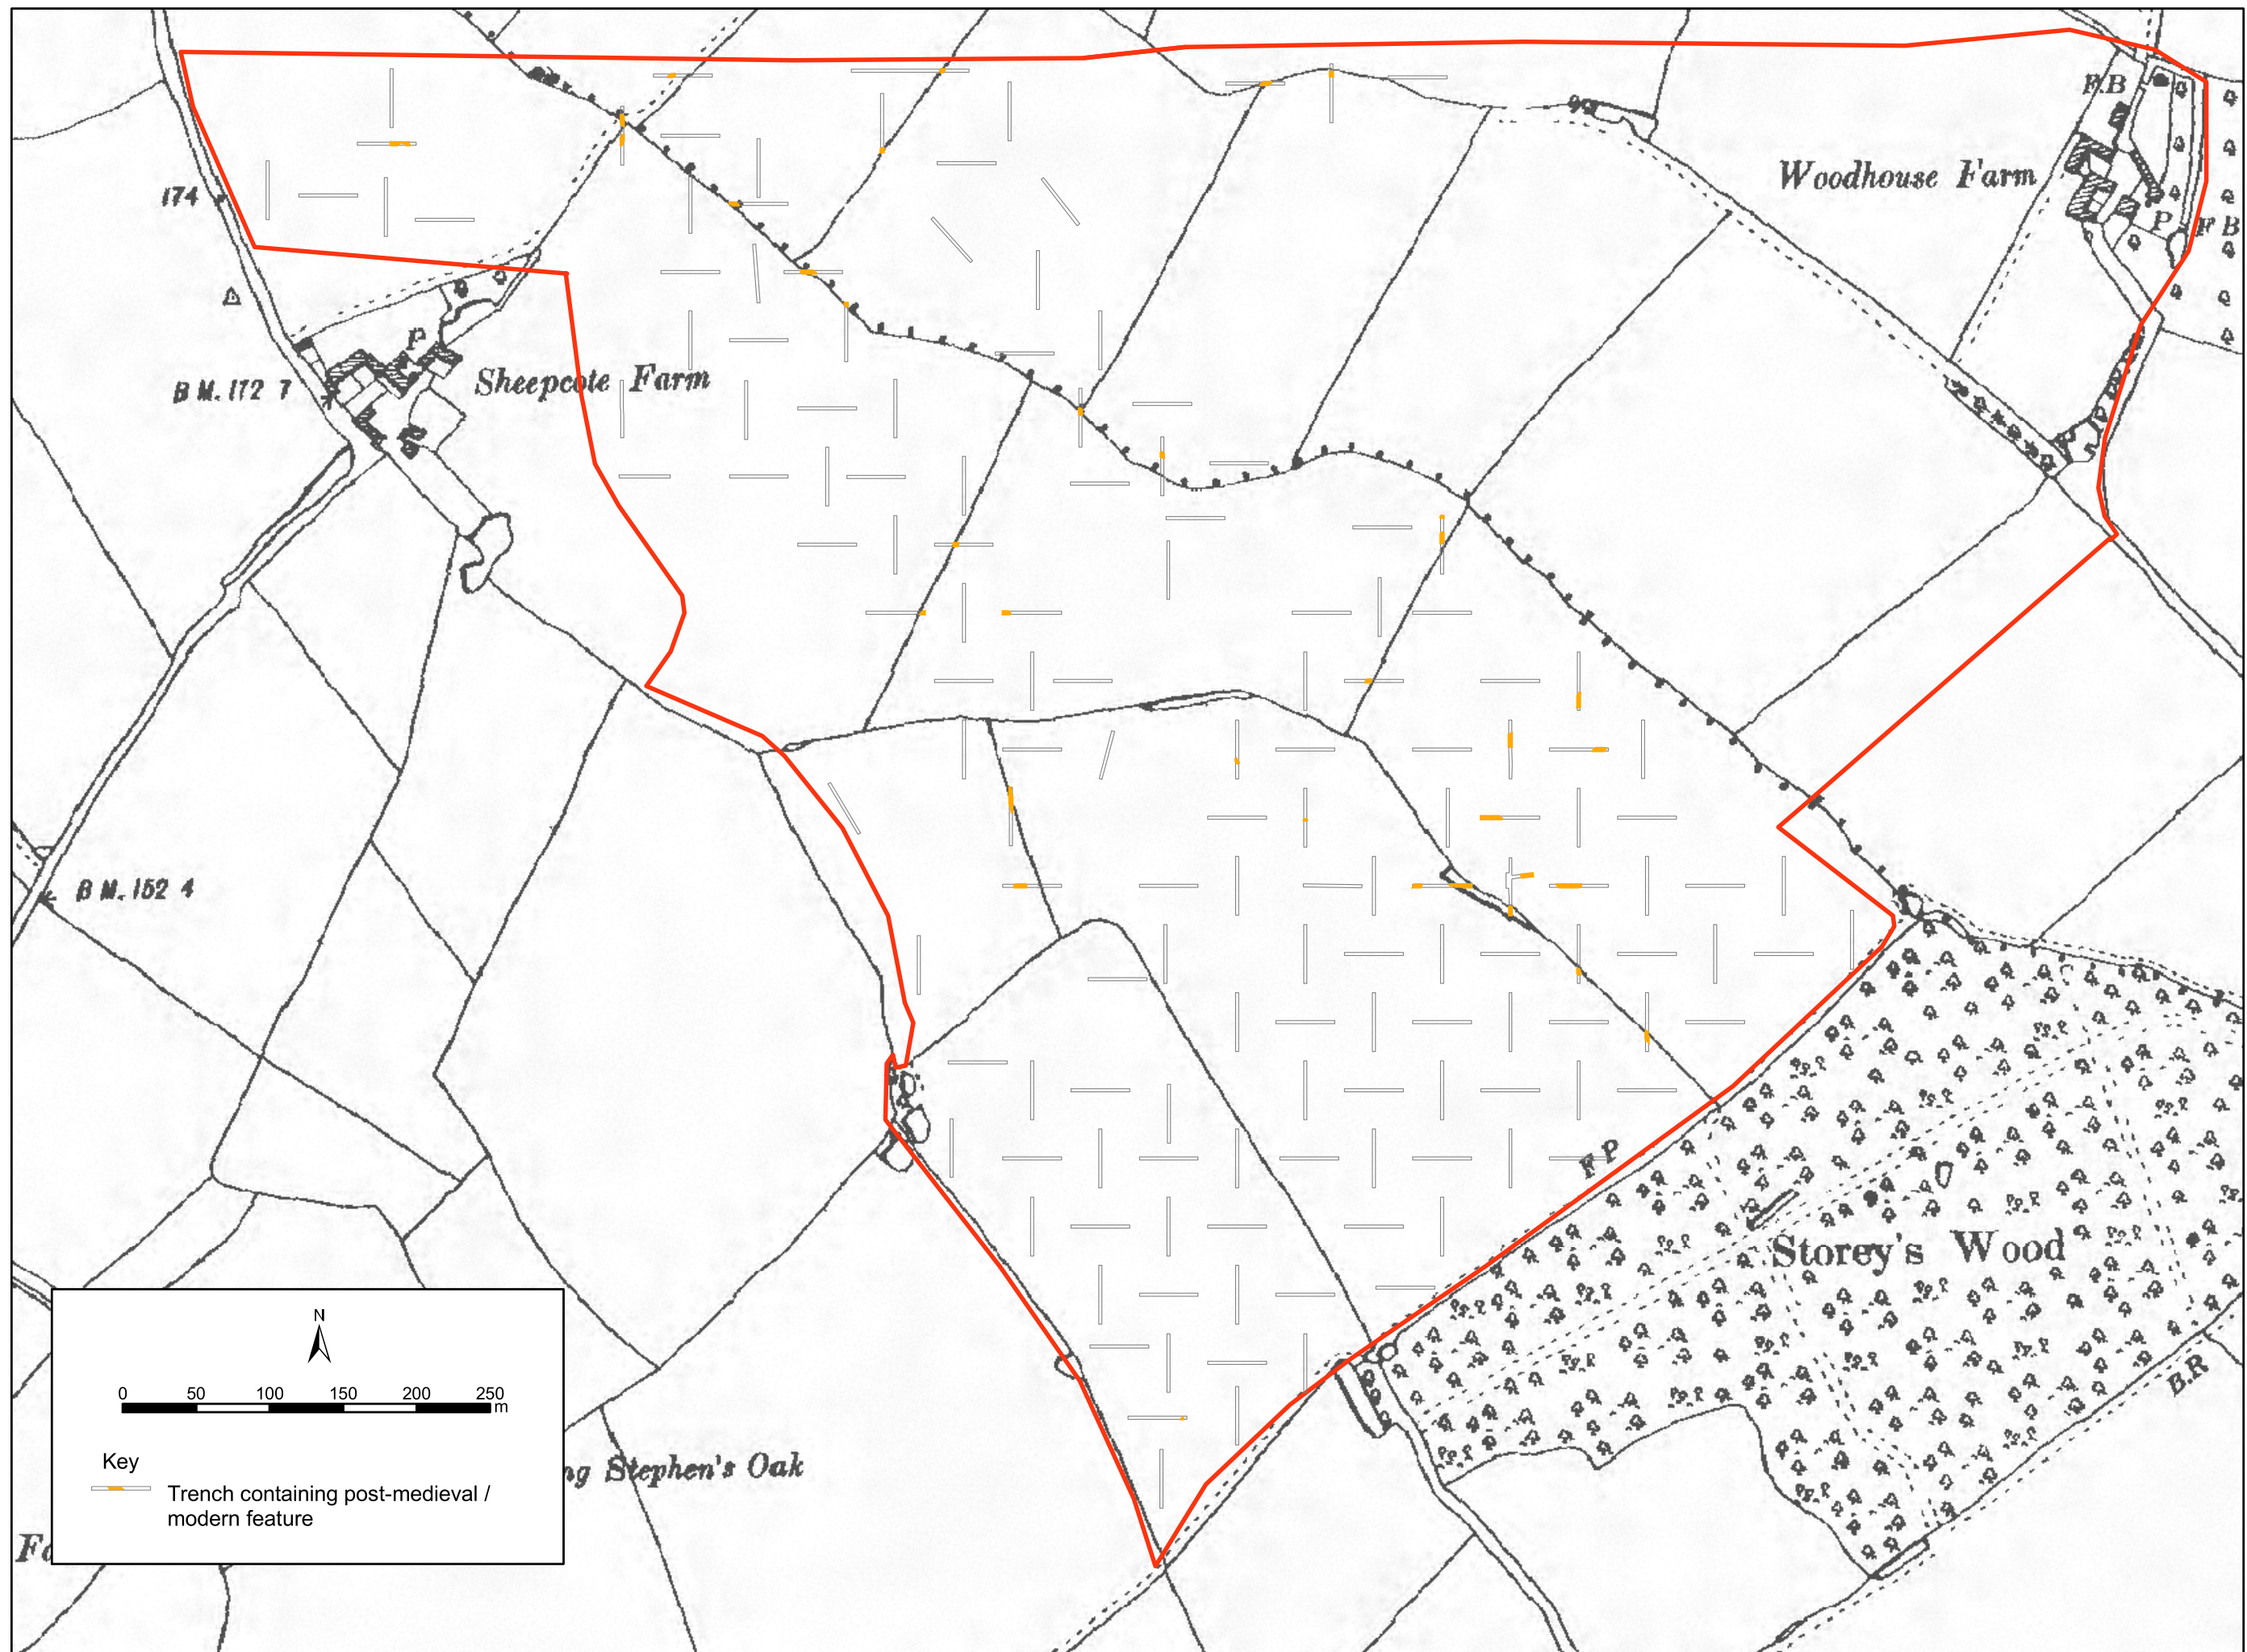 F.B
Woodhouse Farm
174
P
F B
P
Sheepcote Farm
B M. 172 7
B M. 152 4
F. P
Storey's Wood
B.R
N
0 50 100 150 200 250
m
Key
ng Stephen's Oak
Trench containing post-medieval /
modern feature